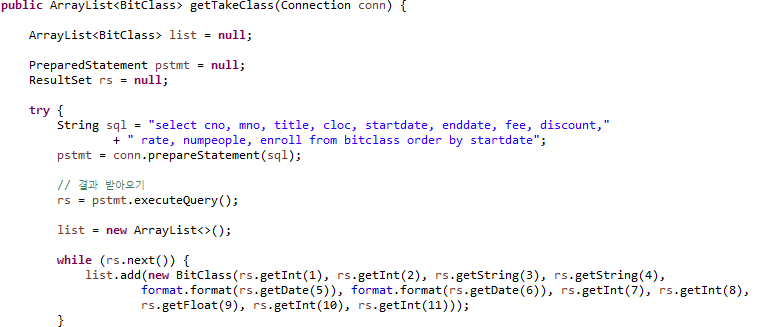 public ArrayList<BitClass> getTakeClass(Connection conn) {
ArrayList<BitClass> list = null;
PreparedStatement pstmt = null;
ResultSet rs = null;
try {
String sql = "select cno, mno, title, cloc, startdate, enddate, fee, discount,"
+ " rate, numpeople, enroll from bitclass order by startdate";
pstmt = conn.prepareStatement(sql);
// 결과 받아오기
rs = pstmt.executeQuery();
list = new ArrayList<>();
while (rs.next()) {
list.add(new BitClass(rs.getInt(1), rs.getInt(2), rs.getString(3), rs.getString(4),
format.format(rs.getDate(5)), format.format(rs.getDate(6)), rs.getInt(7), rs.getInt(8),
rs.getFloat(9), rs.getInt(10), rs.getInt(11)));
}